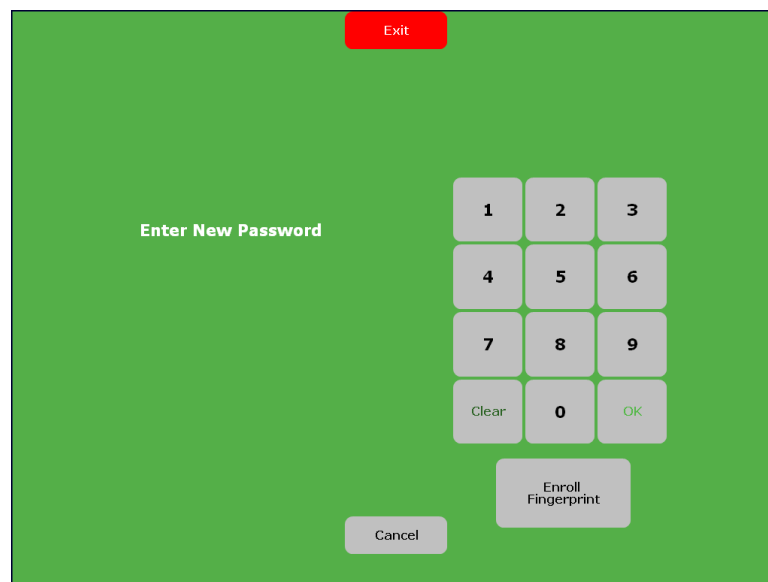 Exit
Enter New Password
1 2 3
4 5 6
7 8 9
Clear 0 OK
Enroll
Fingerprint
Cancel